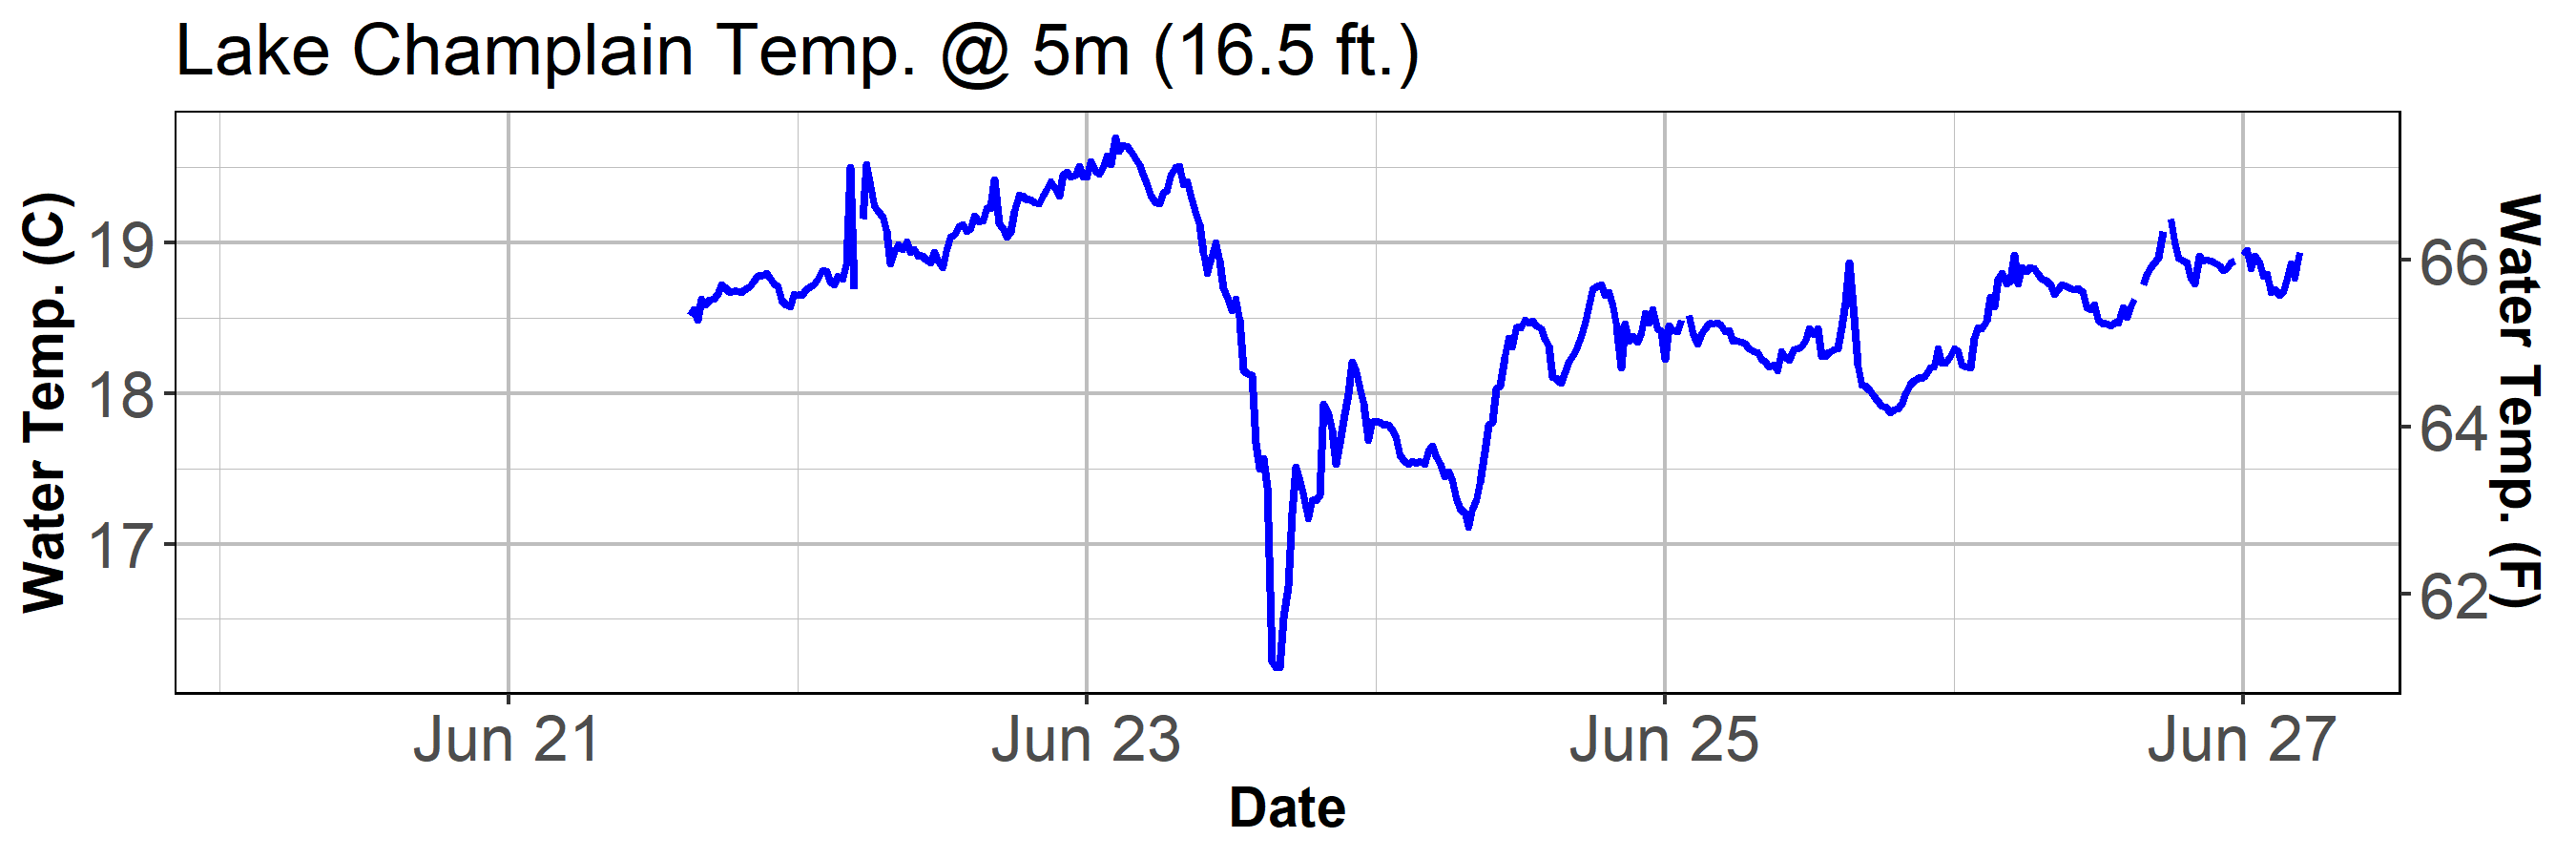 Lake Champlain Temp. @ 5m (16.5 ft.)
Water Temp. (C)
19
18
17
66
64
62
Water Temp. (F)
Jun 21
Jun 23
Jun 25
Jun 27
Date